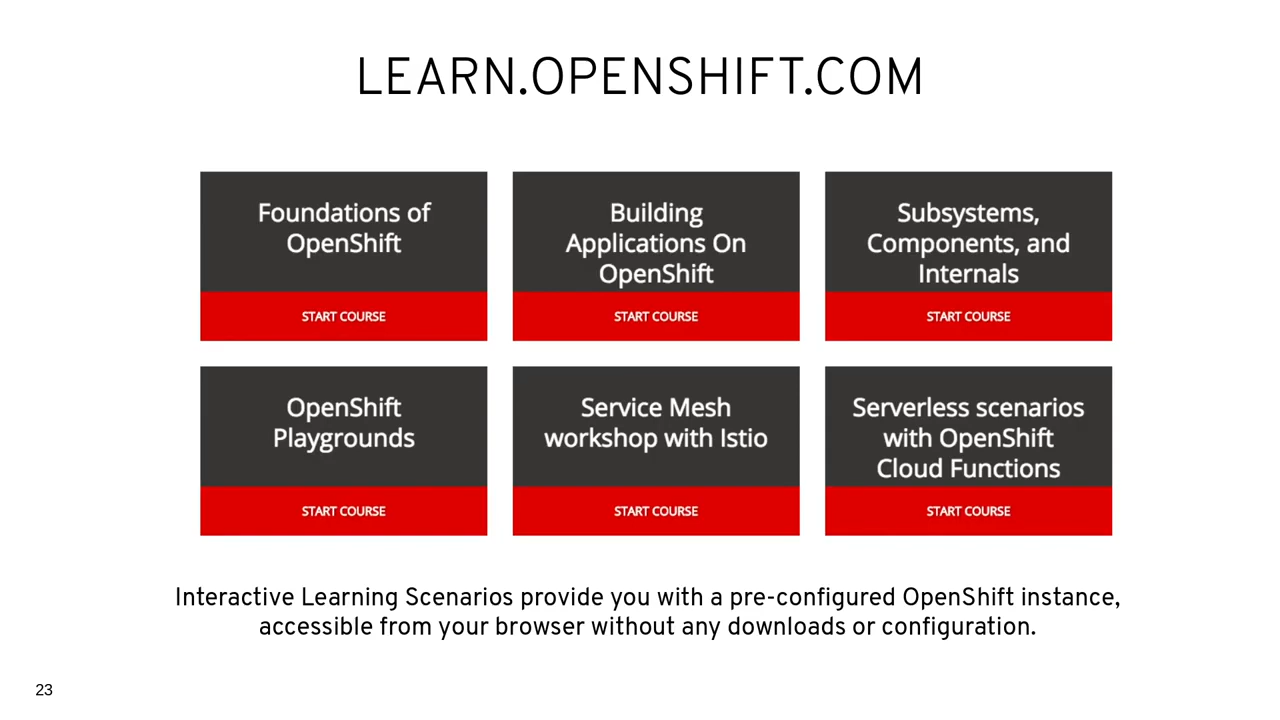 LEARN.OPENSHIFT.COM
Foundations of
OpenShift
START COURSE
Building
Applications On
OpenShift
START COURSE
Subsystems,
Components, and
Internals
START COURSE
OpenShift
Playgrounds
START COURSE
Service Mesh
workshop with Istio
START COURSE
Serverless scenarios
with OpenShift
Cloud Functions
START COURSE
Interactive Learning Scenarios provide you with a pre-configured OpenShift instance,
accessible from your browser without any downloads or configuration.
23